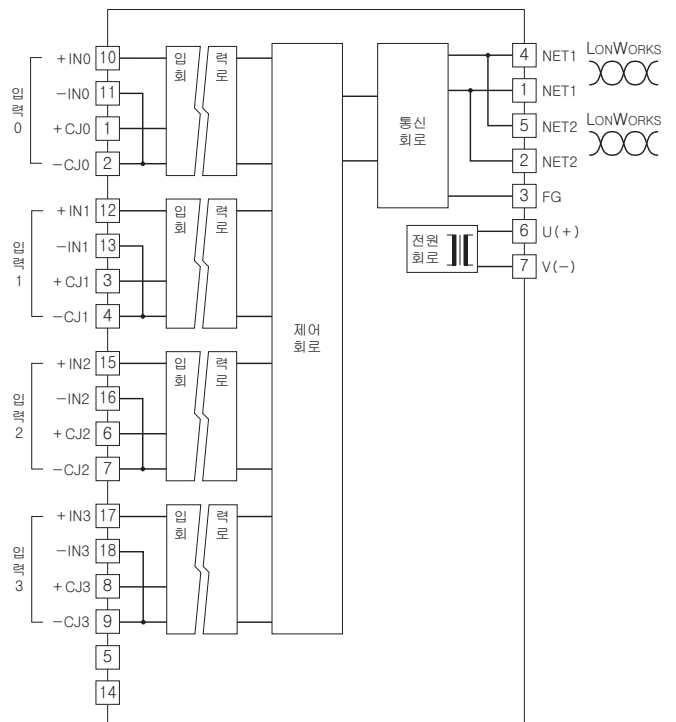 입력 0
+IN0 10
−IN0 11
+CJ0 1
−CJ0 2
입력
회로
입력 1
+IN1 12
−IN1 13
+CJ1 3
−CJ1 4
입력
회로
입력 2
+IN2 15
−IN2 16
+CJ2 6
−CJ2 7
입력
회로
입력 3
+IN3 17
−IN3 18
+CJ3 8
−CJ3 9
입력
회로
5
14
제어
회로
통신
회로
전원
회로
4 NET1 LONWORKS
1 NET1
5 NET2 LONWORKS
2 NET2
3 FG
6 U(+)
7 V(−)